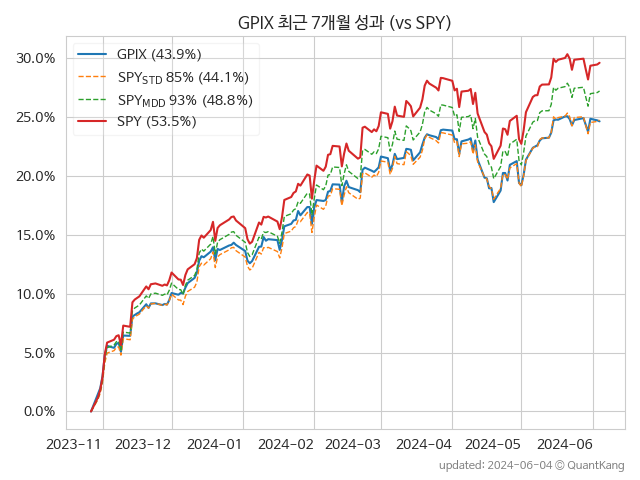 GPIX 최근 7개월 성과 (vs SPY)
GPIX (43.9%)
SPY_STD 85% (44.1%)
SPY_MDD 93% (48.8%)
SPY (53.5%)
30.0%
25.0%
20.0%
15.0%
10.0%
5.0%
0.0%
2023-11 2023-12 2024-01 2024-02 2024-03 2024-04 2024-05 2024-06
updated: 2024-06-04 © QuantKang